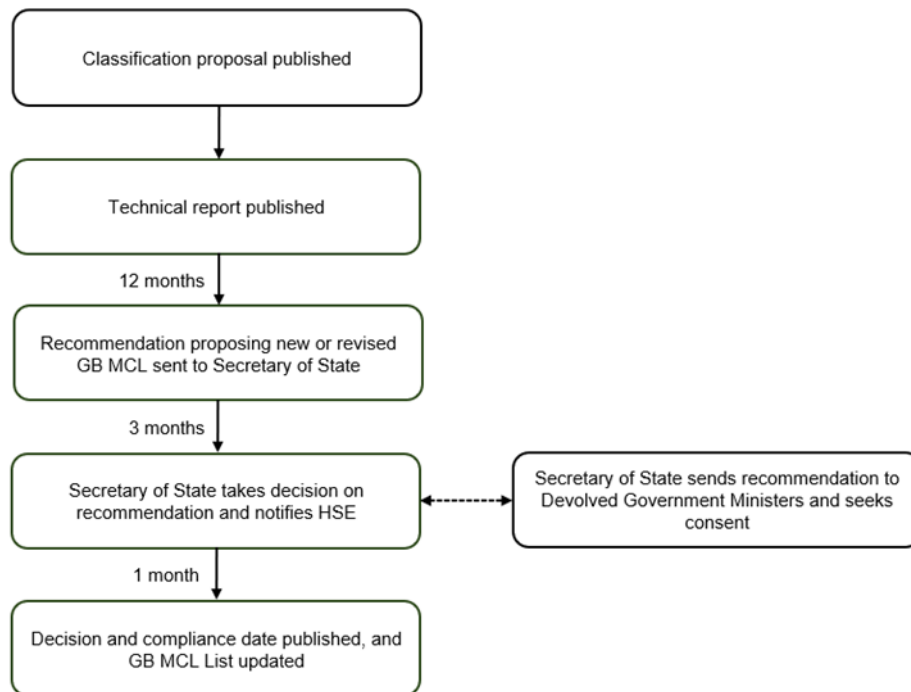 Classification proposal published
Technical report published
12 months
Recommendation proposing new or revised
GB MCL sent to Secretary of State
3 months
Secretary of State takes decision on
recommendation and notifies HSE
Secretary of State sends recommendation to
Devolved Government Ministers and seeks
consent
1 month
Decision and compliance date published, and
GB MCL List updated